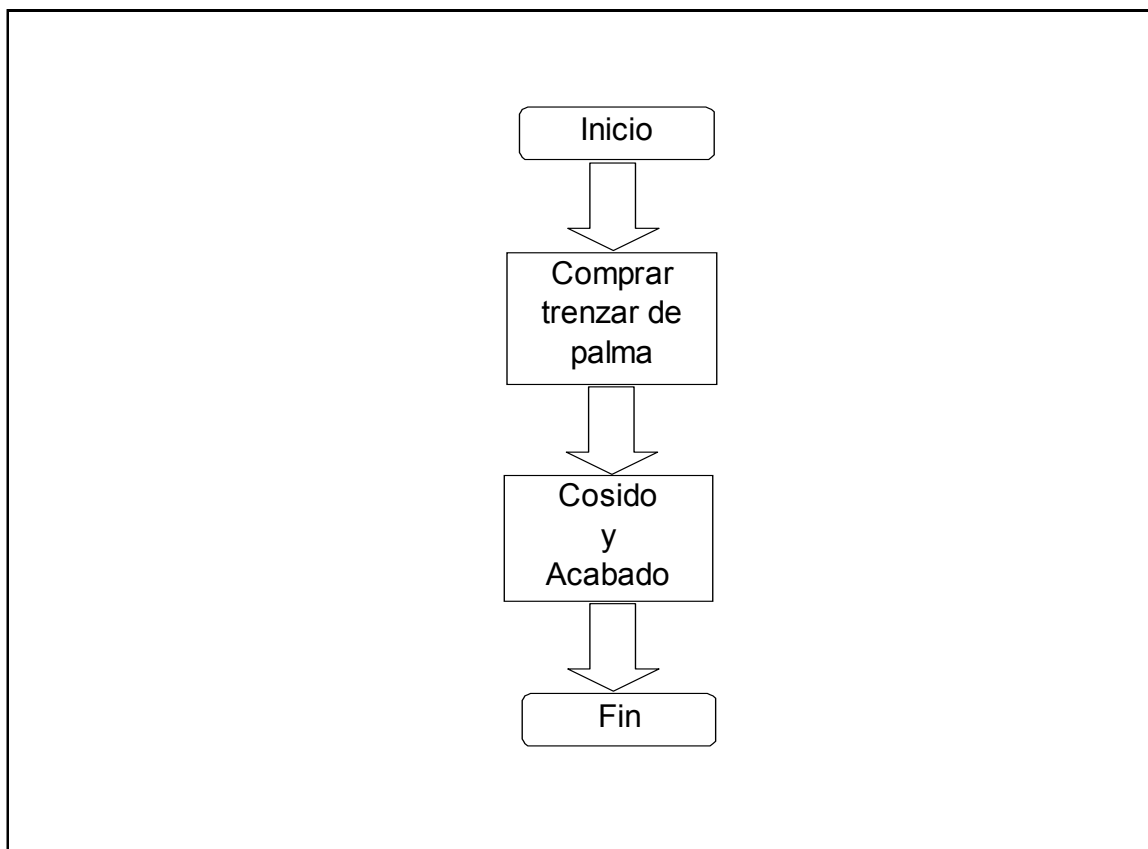 Inicio
Comprar
trenzar de
palma
Cosido
y
Acabado
Fin